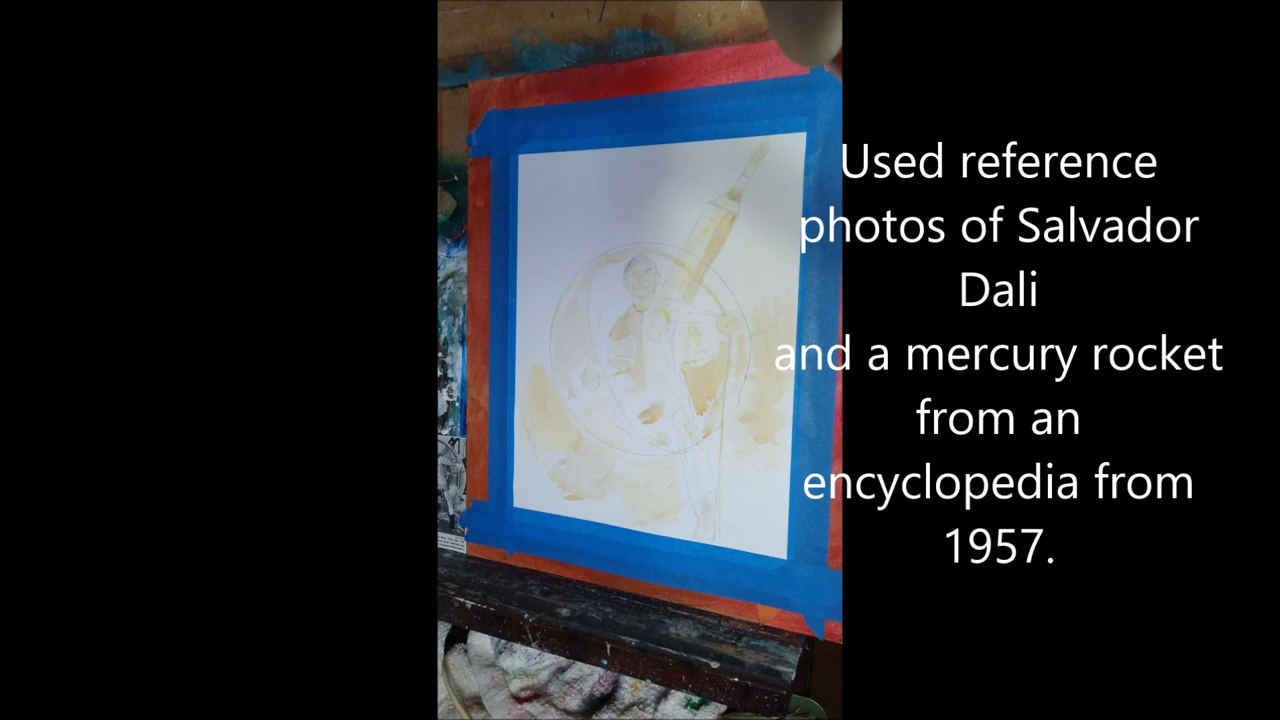 Used reference
photos of Salvador
Dali
and a mercury rocket
from an
encyclopedia from
1957.